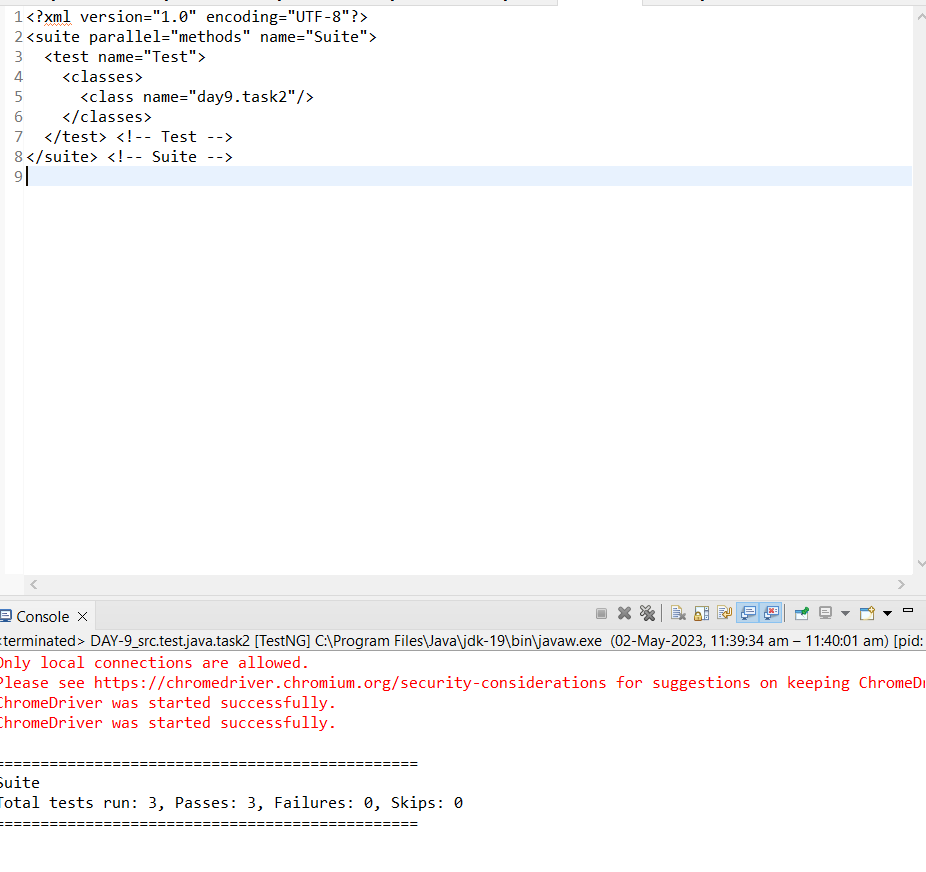 1 <?xml version="1.0" encoding="UTF-8"?>
2 <suite parallel="methods" name="Suite">
3   <test name="Test">
4     <classes>
5       <class name="day9.task2"/>
6     </classes>
7   </test> <!-- Test -->
8 </suite> <!-- Suite -->
9
Console
<terminated> DAY-9_src.test.java.task2 [TestNG] C:\Program Files\Java\jdk-19\bin\javaw.exe (02-May-2023, 11:39:34 am – 11:40:01 am) [pid:
Only local connections are allowed.
Please see https://chromedriver.chromium.org/security-considerations for suggestions on keeping ChromeD
ChromeDriver was started successfully.
ChromeDriver was started successfully.
===============================================
Suite
Total tests run: 3, Passes: 3, Failures: 0, Skips: 0
===============================================